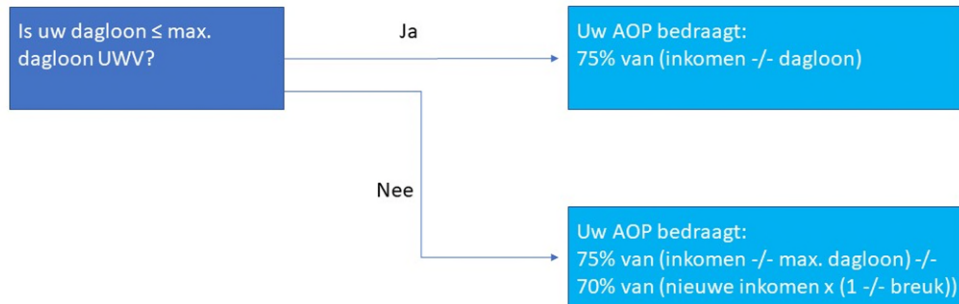 Is uw dagloon ≤ max.
dagloon UWV?
Ja
Uw AOP bedraagt:
75% van (inkomen -/- dagloon)
Nee
Uw AOP bedraagt:
75% van (inkomen -/- max. dagloon) -/-
70% van (nieuwe inkomen x (1 -/- breuk))